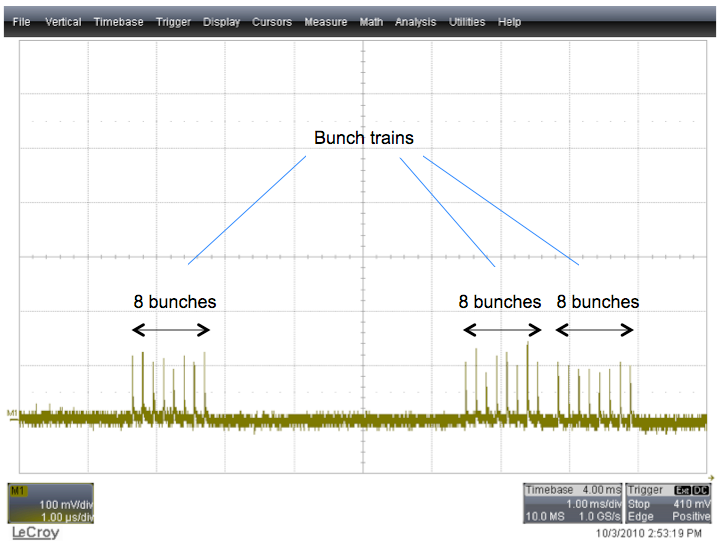 File Vertical Timebase Trigger Display Cursors Measure Math Analysis Utilities Help
Bunch trains
8 bunches 8 bunches 8 bunches
M1
M1
100 mV/div
1.00 µs/div
Timebase 4.00 ms
1.00 ms/div
10.0 MS 1.0 GS/s
Trigger Ext DC
Stop 410 mV
Edge Positive
LeCroy
10/3/2010 2:53:19 PM